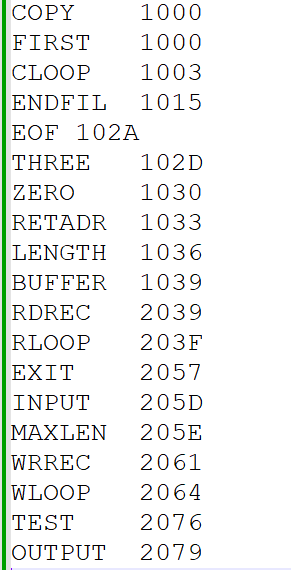 COPY 1000
FIRST 1000
CLOOP 1003
ENDFIL 1015
EOF 102A
THREE 102D
ZERO 1030
RETADR 1033
LENGTH 1036
BUFFER 1039
RDREC 2039
RLOOP 203F
EXIT 2057
INPUT 205D
MAXLEN 205E
WRREC 2061
WLOOP 2064
TEST 2076
OUTPUT 2079